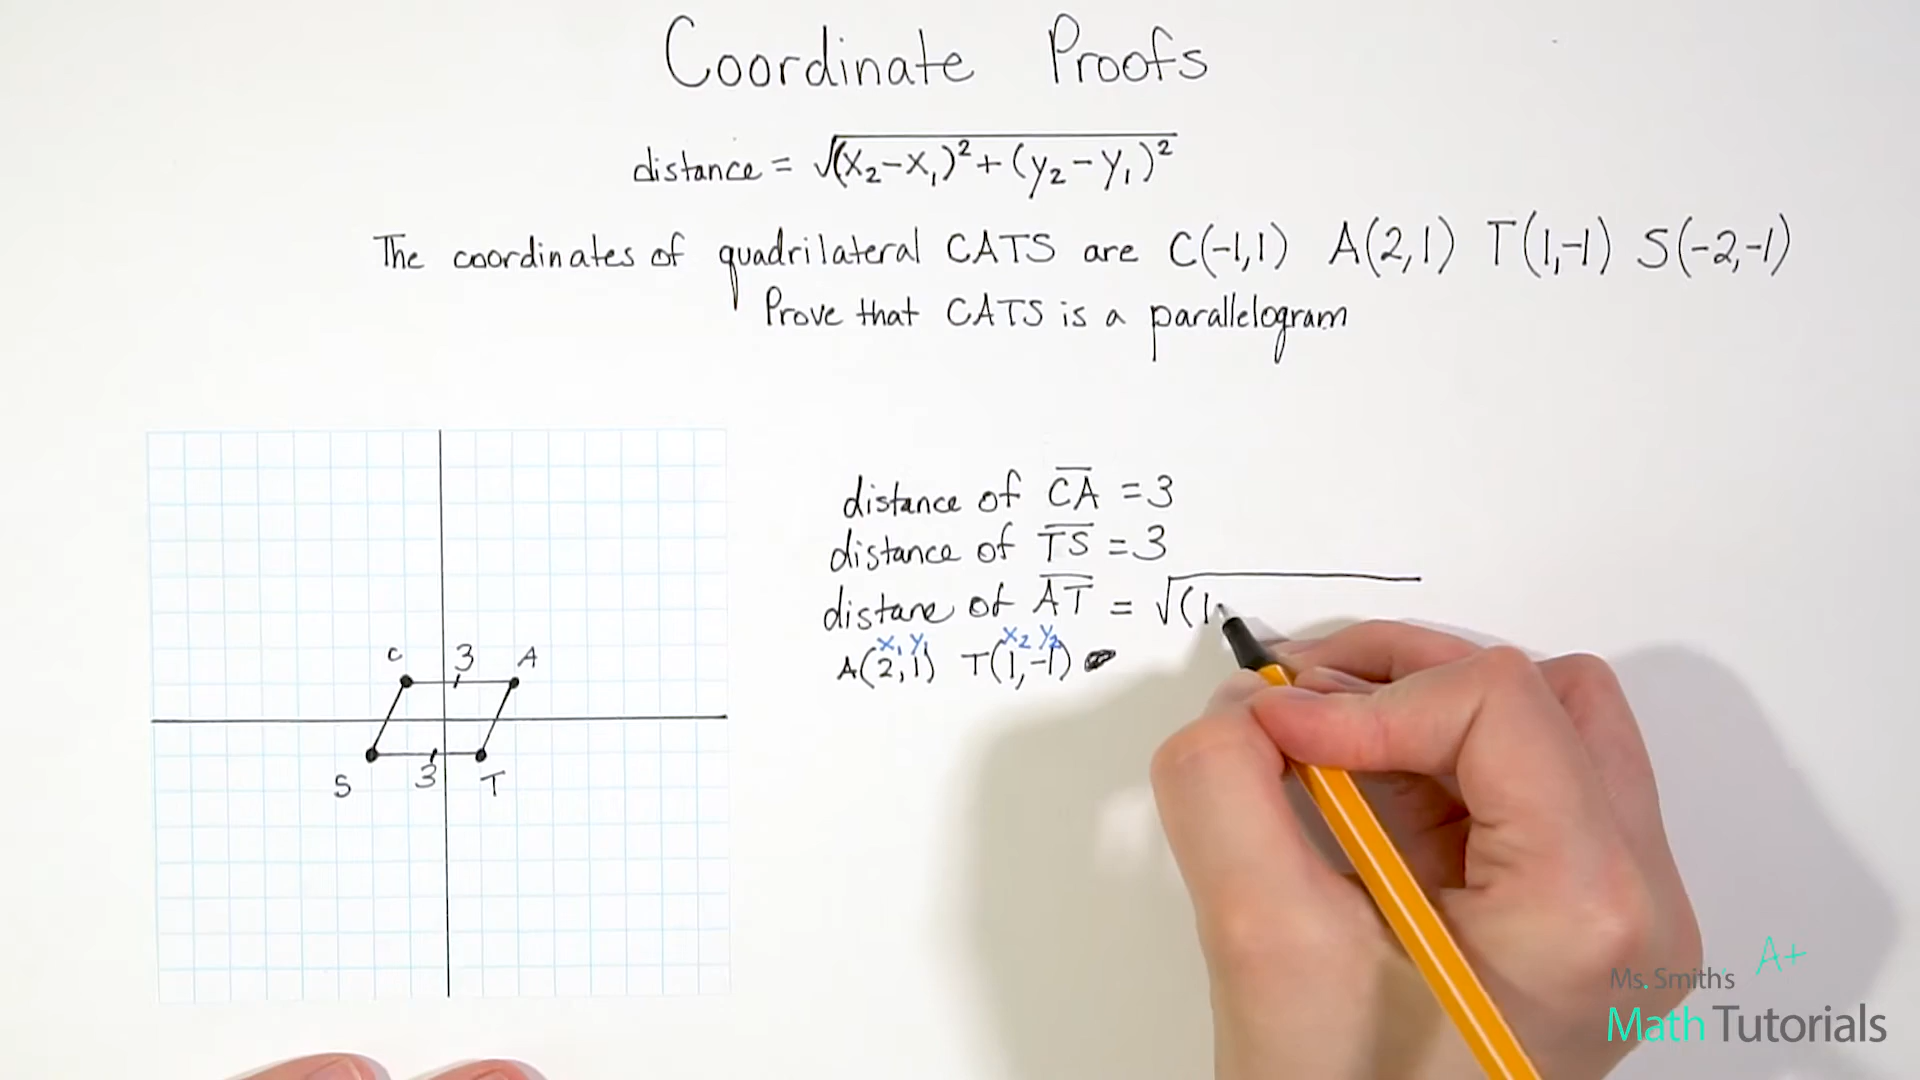 Coordinate Proofs
distance = √(x₂-x₁)²+(y₂-y₁)²
The coordinates of quadrilateral CATS are C(-1,1) A(2,1) T(1,-1) S(-2,-1)
Prove that CATS is a parallelogram
distance of CA = 3
distance of TS = 3
distane of AT = √(1-
x₁ y₁ x₂ y₂
A(2,1) T(1,-1)
C 3 A
S 3 T
A+
Ms. Smith's
Math Tutorials